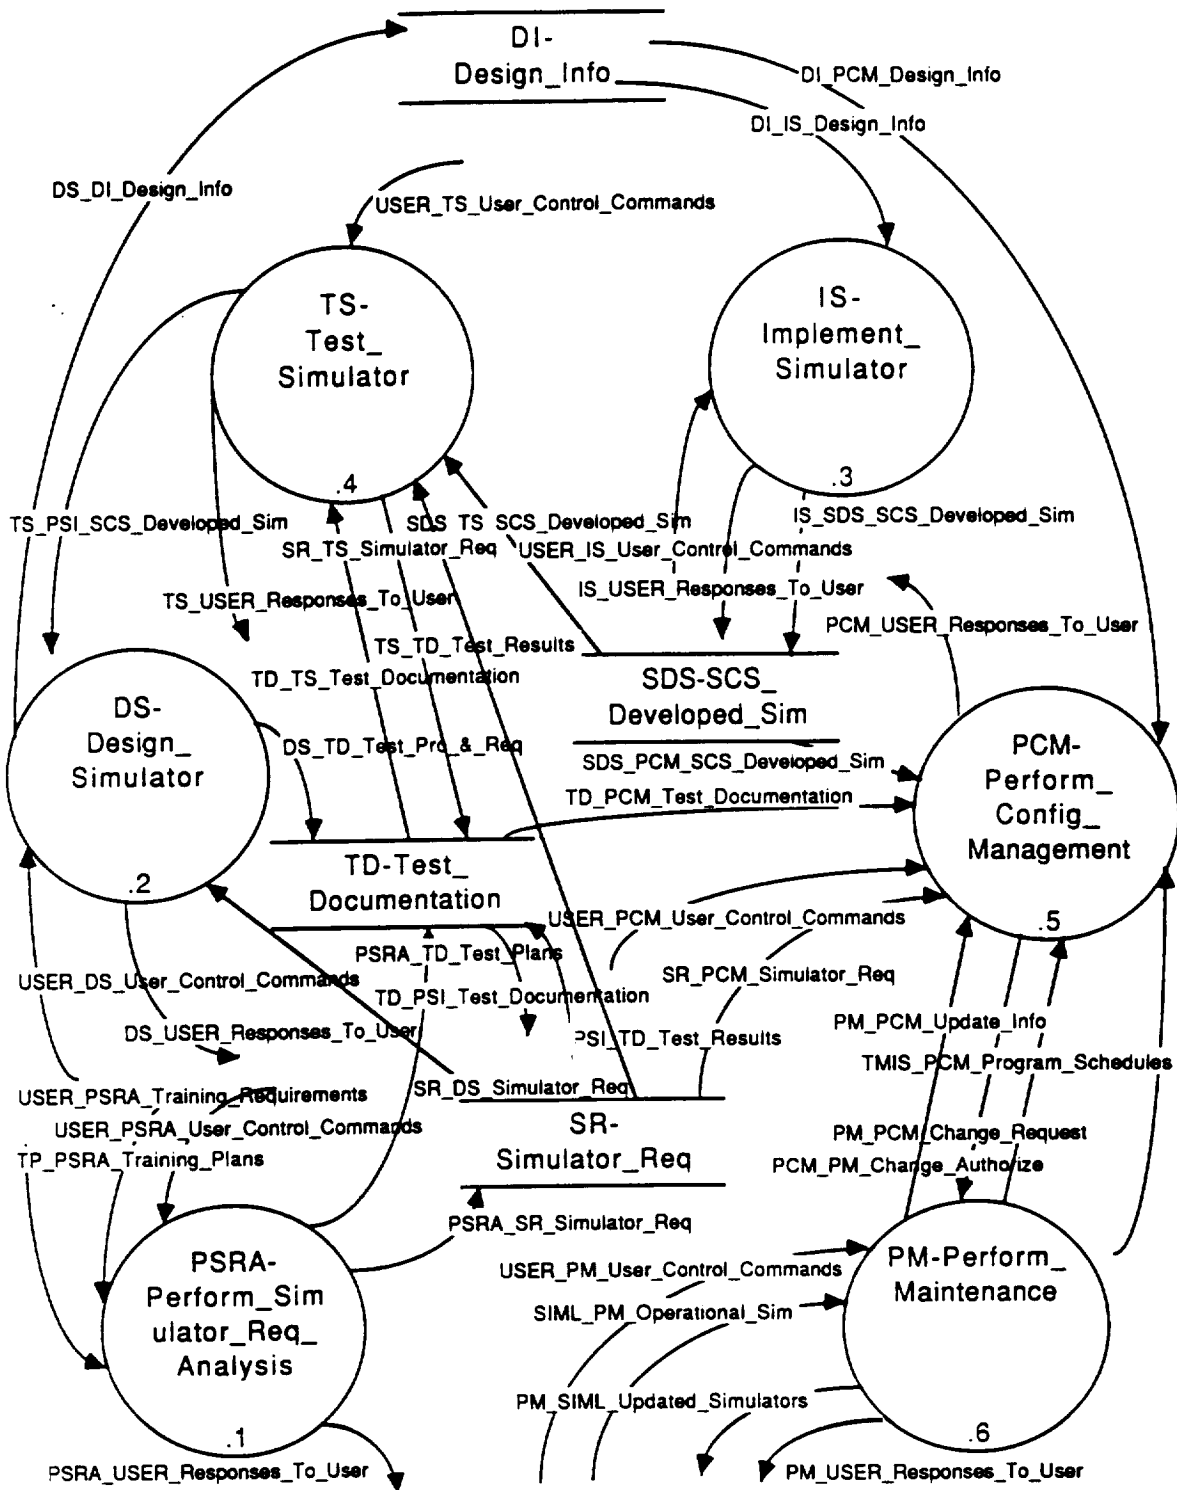 DI-
Design_Info
DI_PCM_Design_Info
DI_IS_Design_Info
DS_DI_Design_Info
USER_TS_User_Control_Commands
TS-
Test_
Simulator
.4
IS-
Implement_
Simulator
.3
TS_PSI_SCS_Developed_Sim
SDS_TS_SCS_Developed_Sim
IS_SDS_SCS_Developed_Sim
SR_TS_Simulator_Req
USER_IS_User_Control_Commands
TS_USER_Responses_To_User
IS_USER_Responses_To_User
PCM_USER_Responses_To_User
TS_TD_Test_Results
TD_TS_Test_Documentation
SDS-SCS_
Developed_Sim
DS-
Design_
Simulator
.2
DS_TD_Test_Pro_&_Req
SDS_PCM_SCS_Developed_Sim
TD_PCM_Test_Documentation
PCM-
Perform_
Config_
Management
.5
TD-Test_
Documentation
USER_PCM_User_Control_Commands
PSRA_TD_Test_Plans
SR_PCM_Simulator_Req
USER_DS_User_Control_Commands
TD_PSI_Test_Documentation
DS_USER_Responses_To_User
PSI_TD_Test_Results
PM_PCM_Update_Info
TMIS_PCM_Program_Schedules
USER_PSRA_Training_Requirements
SR_DS_Simulator_Req
USER_PSRA_User_Control_Commands
TP_PSRA_Training_Plans
SR-
Simulator_Req
PM_PCM_Change_Request
PCM_PM_Change_Authorize
PSRA_SR_Simulator_Req
PSRA-
Perform_Sim
ulator_Req_
Analysis
.1
USER_PM_User_Control_Commands
SIML_PM_Operational_Sim
PM-Perform_
Maintenance
.6
PM_SIML_Updated_Simulators
PSRA_USER_Responses_To_User
PM_USER_Responses_To_User